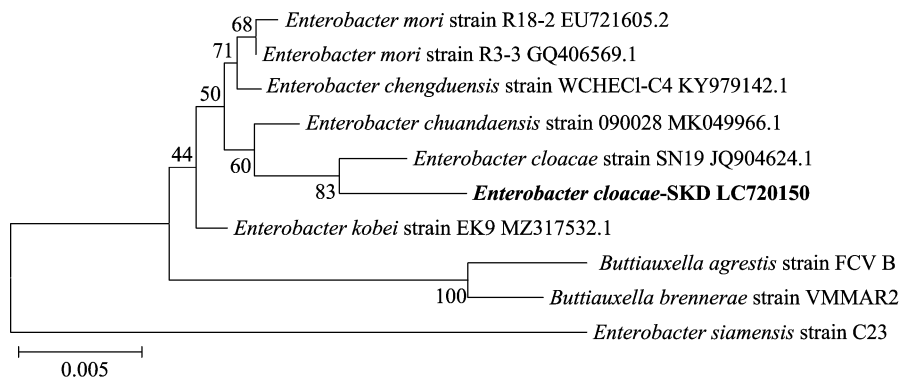 68
Enterobacter mori strain R18-2 EU721605.2
71
Enterobacter mori strain R3-3 GQ406569.1
50
Enterobacter chengduensis strain WCHECl-C4 KY979142.1
Enterobacter chuandaensis strain 090028 MK049966.1
44
60
Enterobacter cloacae strain SN19 JQ904624.1
83
Enterobacter cloacae-SKD LC720150
Enterobacter kobei strain EK9 MZ317532.1
Buttiauxella agrestis strain FCV B
100
Buttiauxella brennerae strain VMMAR2
Enterobacter siamensis strain C23
0.005